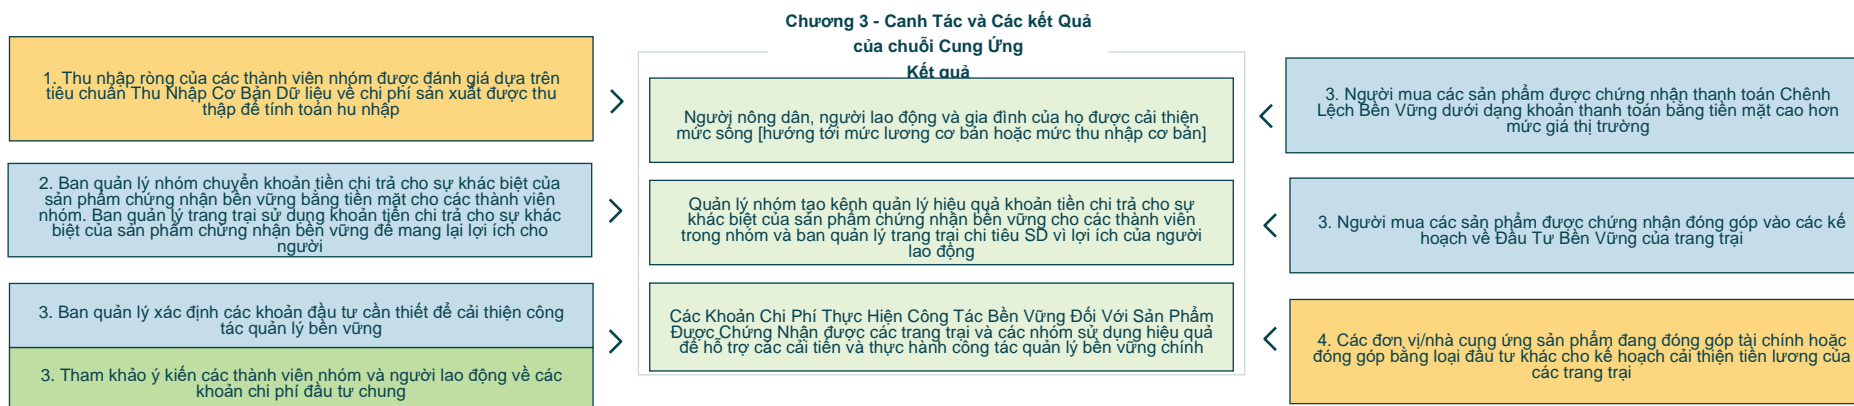 Chương 3 - Canh Tác và Các kết Quả
của chuỗi Cung Ứng
Kết quả
1. Thu nhập ròng của các thành viên nhóm được đánh giá dựa trên
tiêu chuẩn Thu Nhập Cơ Bản Dữ liệu về chi phí sản xuất được thu
thập để tính toán hu nhập
2. Ban quản lý nhóm chuyển khoản tiền chi trả cho sự khác biệt của
sản phẩm chứng nhận bền vững bằng tiền mặt cho các thành viên
nhóm. Ban quản lý trang trại sử dụng khoản tiền chi trả cho sự khác
biệt của sản phẩm chứng nhận bền vững để mang lại lợi ích cho
người
3. Ban quản lý xác định các khoản đầu tư cần thiết để cải thiện công
tác quản lý bền vững
3. Tham khảo ý kiến các thành viên nhóm và người lao động về các
khoản chi phí đầu tư chung
Người nông dân, người lao động và gia đình của họ được cải thiện
mức sống [hướng tới mức lương cơ bản hoặc mức thu nhập cơ bản]
Quản lý nhóm tạo kênh quản lý hiệu quả khoản tiền chi trả cho sự
khác biệt của sản phẩm chứng nhận bền vững cho các thành viên
trong nhóm và ban quản lý trang trại chi tiêu SD vì lợi ích của người
lao động
Các Khoản Chi Phí Thực Hiện Công Tác Bền Vững Đối Với Sản Phẩm
Được Chứng Nhận được các trang trại và các nhóm sử dụng hiệu quả
để hỗ trợ các cải tiến và thực hành công tác quản lý bền vững chính
3. Người mua các sản phẩm được chứng nhận thanh toán Chênh
Lệch Bền Vững dưới dạng khoản thanh toán bằng tiền mặt cao hơn
mức giá thị trường
3. Người mua các sản phẩm được chứng nhận đóng góp vào các kế
hoạch về Đầu Tư Bền Vững của trang trại
4. Các đơn vị/nhà cung ứng sản phẩm đang đóng góp tài chính hoặc
đóng góp bằng loại đầu tư khác cho kế hoạch cải thiện tiền lương của
các trang trại